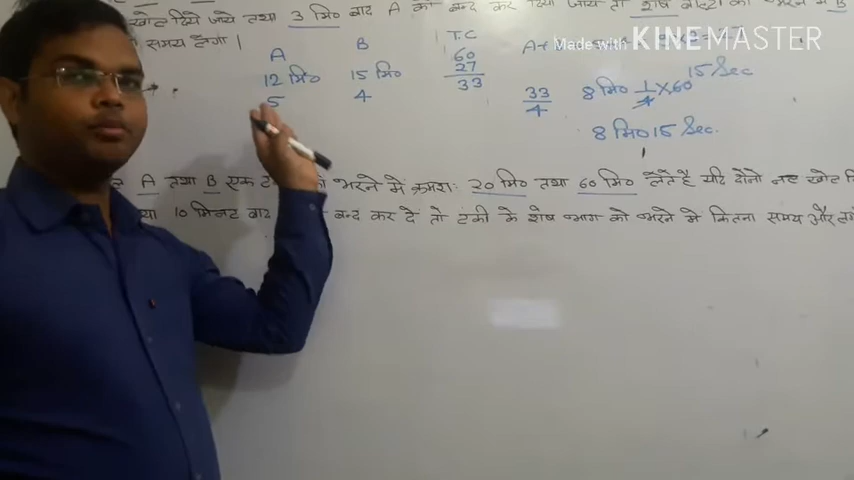 खोल दिये जाये तथा 3 मि० बाद A को बन्द कर दिया जाये तो शेष बाल्टी को भरने में B
समय लगेगा |
A B T.C
12 मि० 15 मि० 60
27
5 4 33
A+
Made with KINEMASTER
33/4 8 मि० 1/4 X 60 15 Sec
8 मि० 15 Sec.
A तथा B एक को भरने में क्रमशः 20 मि० तथा 60 मि० लेते है यदि दोनो नल खोल
10 मिनट बाद बन्द कर दे तो टंकी के शेष भाग को भरने मे कितना समय और